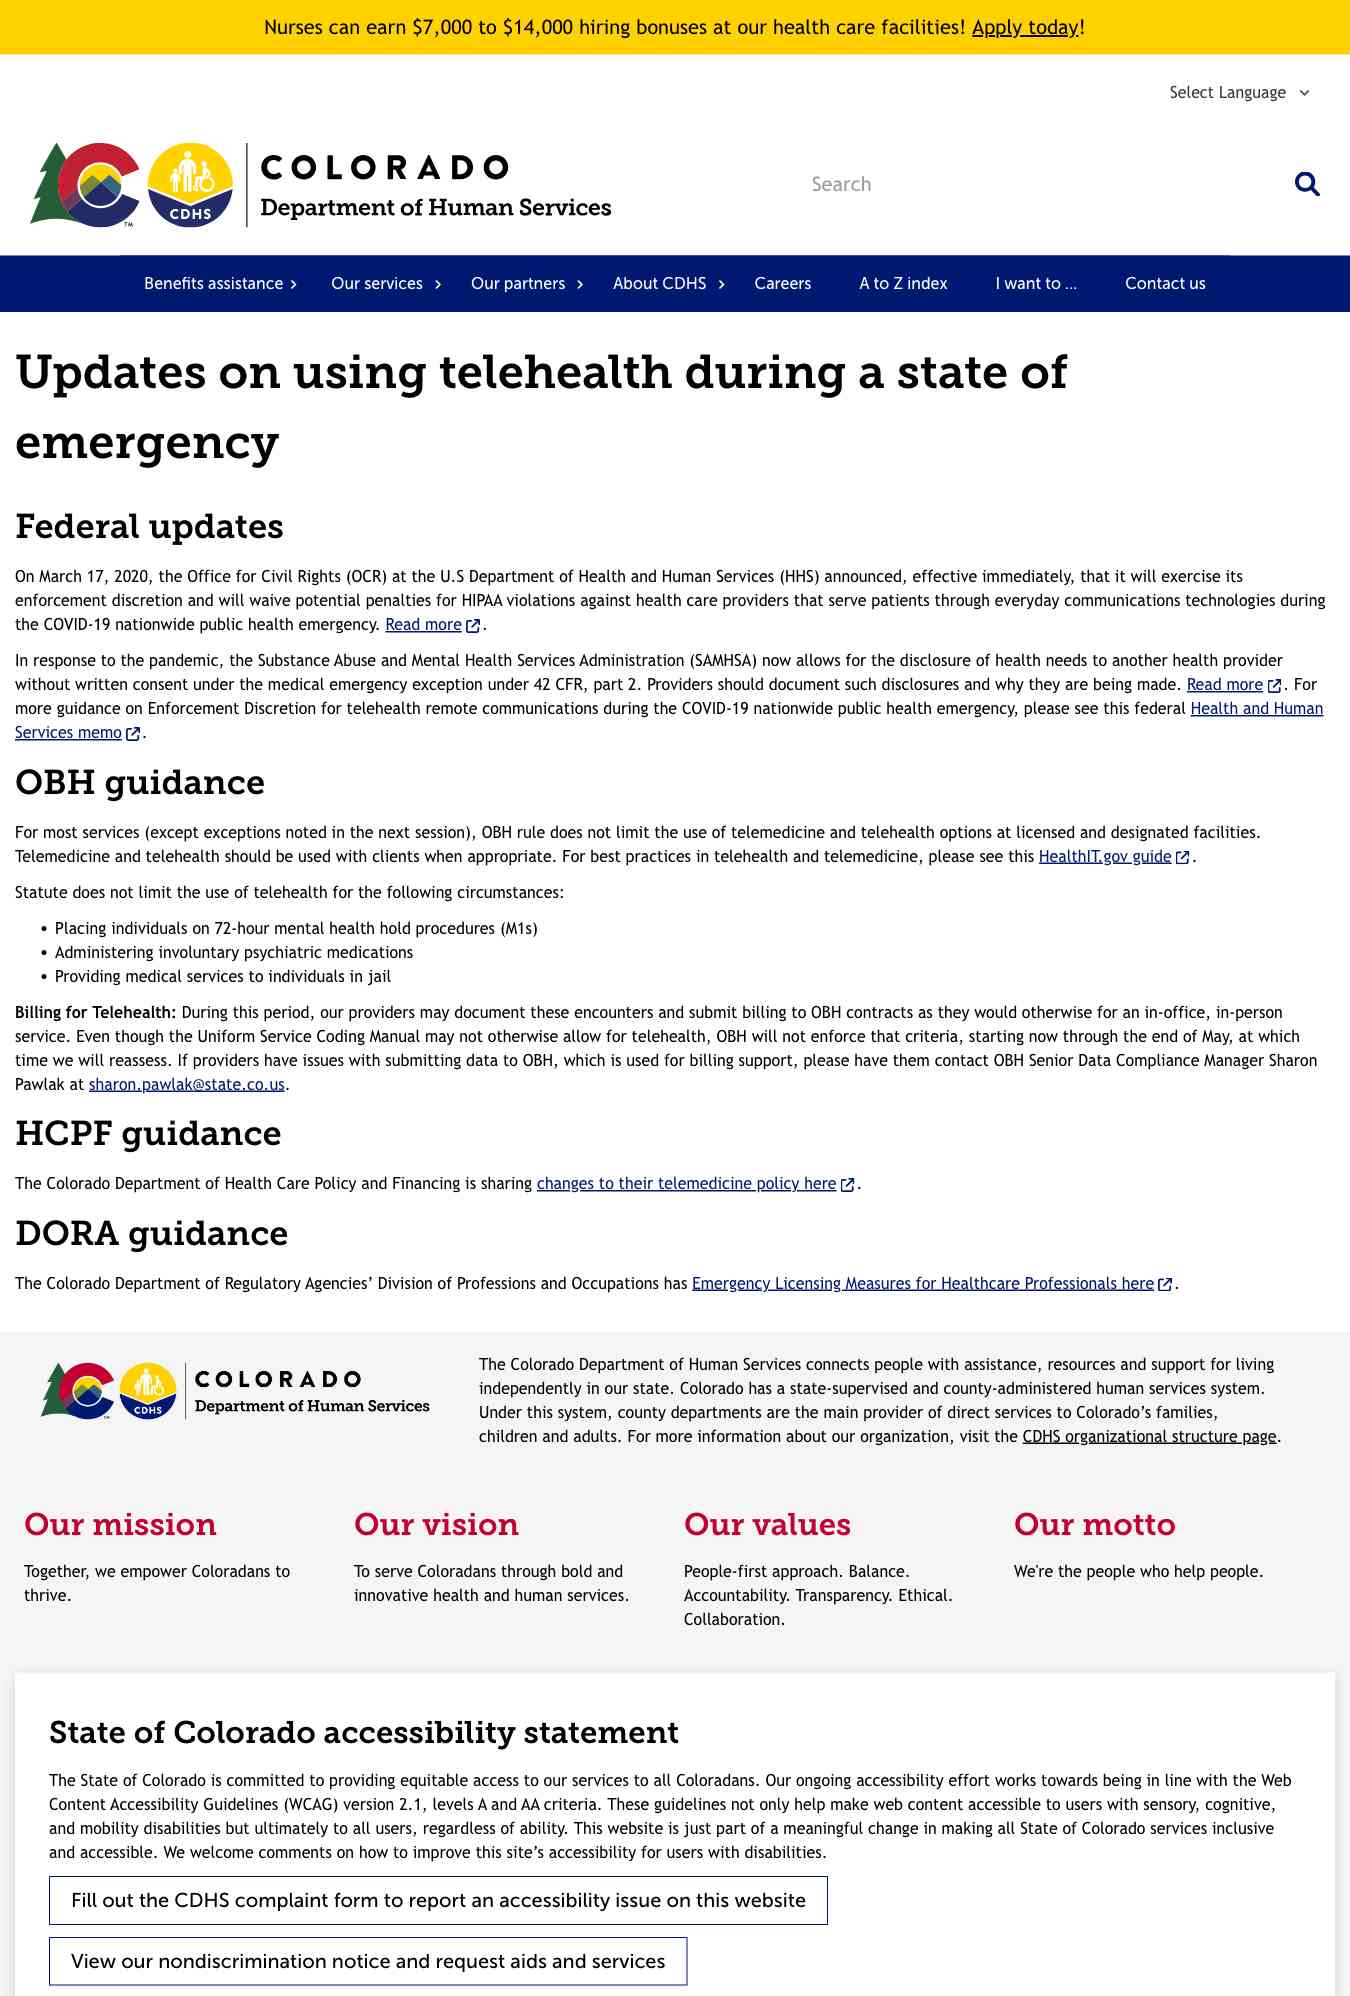 Nurses can earn $7,000 to $14,000 hiring bonuses at our health care facilities! Apply today!
Select Language
CDHS
COLORADO
Department of Human Services
TM
Search
Benefits assistance
Our services
Our partners
About CDHS
Careers
A to Z index
I want to ...
Contact us
Updates on using telehealth during a state of
emergency
Federal updates
On March 17, 2020, the Office for Civil Rights (OCR) at the U.S Department of Health and Human Services (HHS) announced, effective immediately, that it will exercise its
enforcement discretion and will waive potential penalties for HIPAA violations against health care providers that serve patients through everyday communications technologies during
the COVID-19 nationwide public health emergency. Read more.
In response to the pandemic, the Substance Abuse and Mental Health Services Administration (SAMHSA) now allows for the disclosure of health needs to another health provider
without written consent under the medical emergency exception under 42 CFR, part 2. Providers should document such disclosures and why they are being made. Read more. For
more guidance on Enforcement Discretion for telehealth remote communications during the COVID-19 nationwide public health emergency, please see this federal Health and Human
Services memo.
OBH guidance
For most services (except exceptions noted in the next session), OBH rule does not limit the use of telemedicine and telehealth options at licensed and designated facilities.
Telemedicine and telehealth should be used with clients when appropriate. For best practices in telehealth and telemedicine, please see this HealthIT.gov guide.
Statute does not limit the use of telehealth for the following circumstances:
• Placing individuals on 72-hour mental health hold procedures (M1s)
• Administering involuntary psychiatric medications
• Providing medical services to individuals in jail
Billing for Telehealth: During this period, our providers may document these encounters and submit billing to OBH contracts as they would otherwise for an in-office, in-person
service. Even though the Uniform Service Coding Manual may not otherwise allow for telehealth, OBH will not enforce that criteria, starting now through the end of May, at which
time we will reassess. If providers have issues with submitting data to OBH, which is used for billing support, please have them contact OBH Senior Data Compliance Manager Sharon
Pawlak at sharon.pawlak@state.co.us.
HCPF guidance
The Colorado Department of Health Care Policy and Financing is sharing changes to their telemedicine policy here.
DORA guidance
The Colorado Department of Regulatory Agencies’ Division of Professions and Occupations has Emergency Licensing Measures for Healthcare Professionals here.
CDHS
COLORADO
Department of Human Services
TM
The Colorado Department of Human Services connects people with assistance, resources and support for living
independently in our state. Colorado has a state-supervised and county-administered human services system.
Under this system, county departments are the main provider of direct services to Colorado’s families,
children and adults. For more information about our organization, visit the CDHS organizational structure page.
Our mission
Together, we empower Coloradans to
thrive.
Our vision
To serve Coloradans through bold and
innovative health and human services.
Our values
People-first approach. Balance.
Accountability. Transparency. Ethical.
Collaboration.
Our motto
We're the people who help people.
State of Colorado accessibility statement
The State of Colorado is committed to providing equitable access to our services to all Coloradans. Our ongoing accessibility effort works towards being in line with the Web
Content Accessibility Guidelines (WCAG) version 2.1, levels A and AA criteria. These guidelines not only help make web content accessible to users with sensory, cognitive,
and mobility disabilities but ultimately to all users, regardless of ability. This website is just part of a meaningful change in making all State of Colorado services inclusive
and accessible. We welcome comments on how to improve this site’s accessibility for users with disabilities.
Fill out the CDHS complaint form to report an accessibility issue on this website
View our nondiscrimination notice and request aids and services